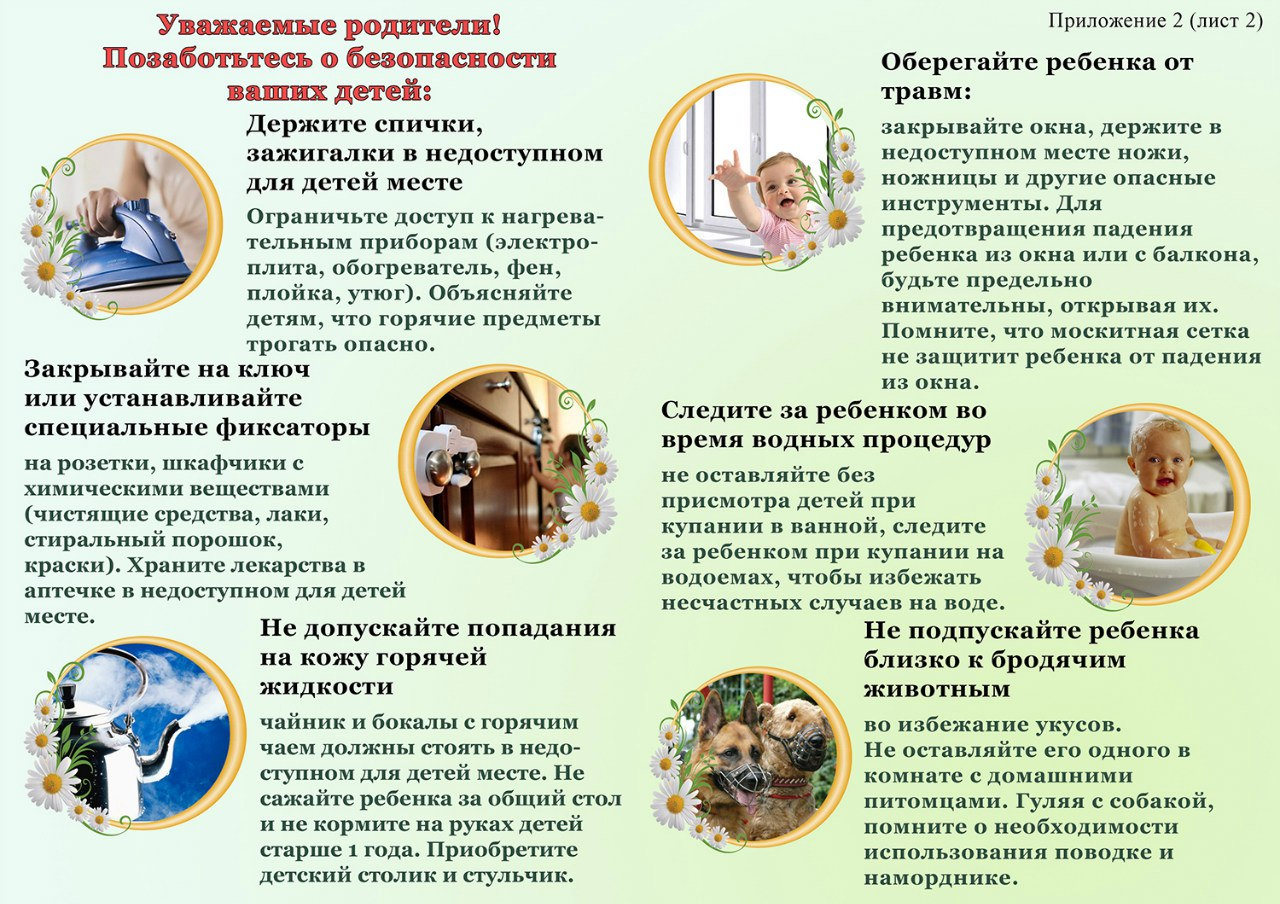 Уважаемые родители!
Позаботьтесь о безопасности
ваших детей:
Держите спички,
зажигалки в недоступном
для детей месте
Ограничьте доступ к нагрева-
тельным приборам (электро-
плита, обогреватель, фен,
плойка, утюг). Объясняйте
детям, что горячие предметы
трогать опасно.
Закрывайте на ключ
или устанавливайте
специальные фиксаторы
на розетки, шкафчики с
химическими веществами
(чистящие средства, лаки,
стиральный порошок,
краски). Храните лекарства в
аптечке в недоступном для детей
месте.
Не допускайте попадания
на кожу горячей
жидкости
чайник и бокалы с горячим
чаем должны стоять в недо-
ступном для детей месте. Не
сажайте ребенка за общий стол
и не кормите на руках детей
старше 1 года. Приобретите
детский столик и стульчик.
Приложение 2 (лист 2)
Оберегайте ребенка от
травм:
закрывайте окна, держите в
недоступном месте ножи,
ножницы и другие опасные
инструменты. Для
предотвращения падения
ребенка из окна или с балкона,
будьте предельно
внимательны, открывая их.
Помните, что москитная сетка
не защитит ребенка от падения
из окна.
Следите за ребенком во
время водных процедур
не оставляйте без
присмотра детей при
купании в ванной, следите
за ребенком при купании на
водоемах, чтобы избежать
несчастных случаев на воде.
Не подпускайте ребенка
близко к бродячим
животным
во избежание укусов.
Не оставляйте его одного в
комнате с домашними
питомцами. Гуляя с собакой,
помните о необходимости
использования поводке и
наморднике.